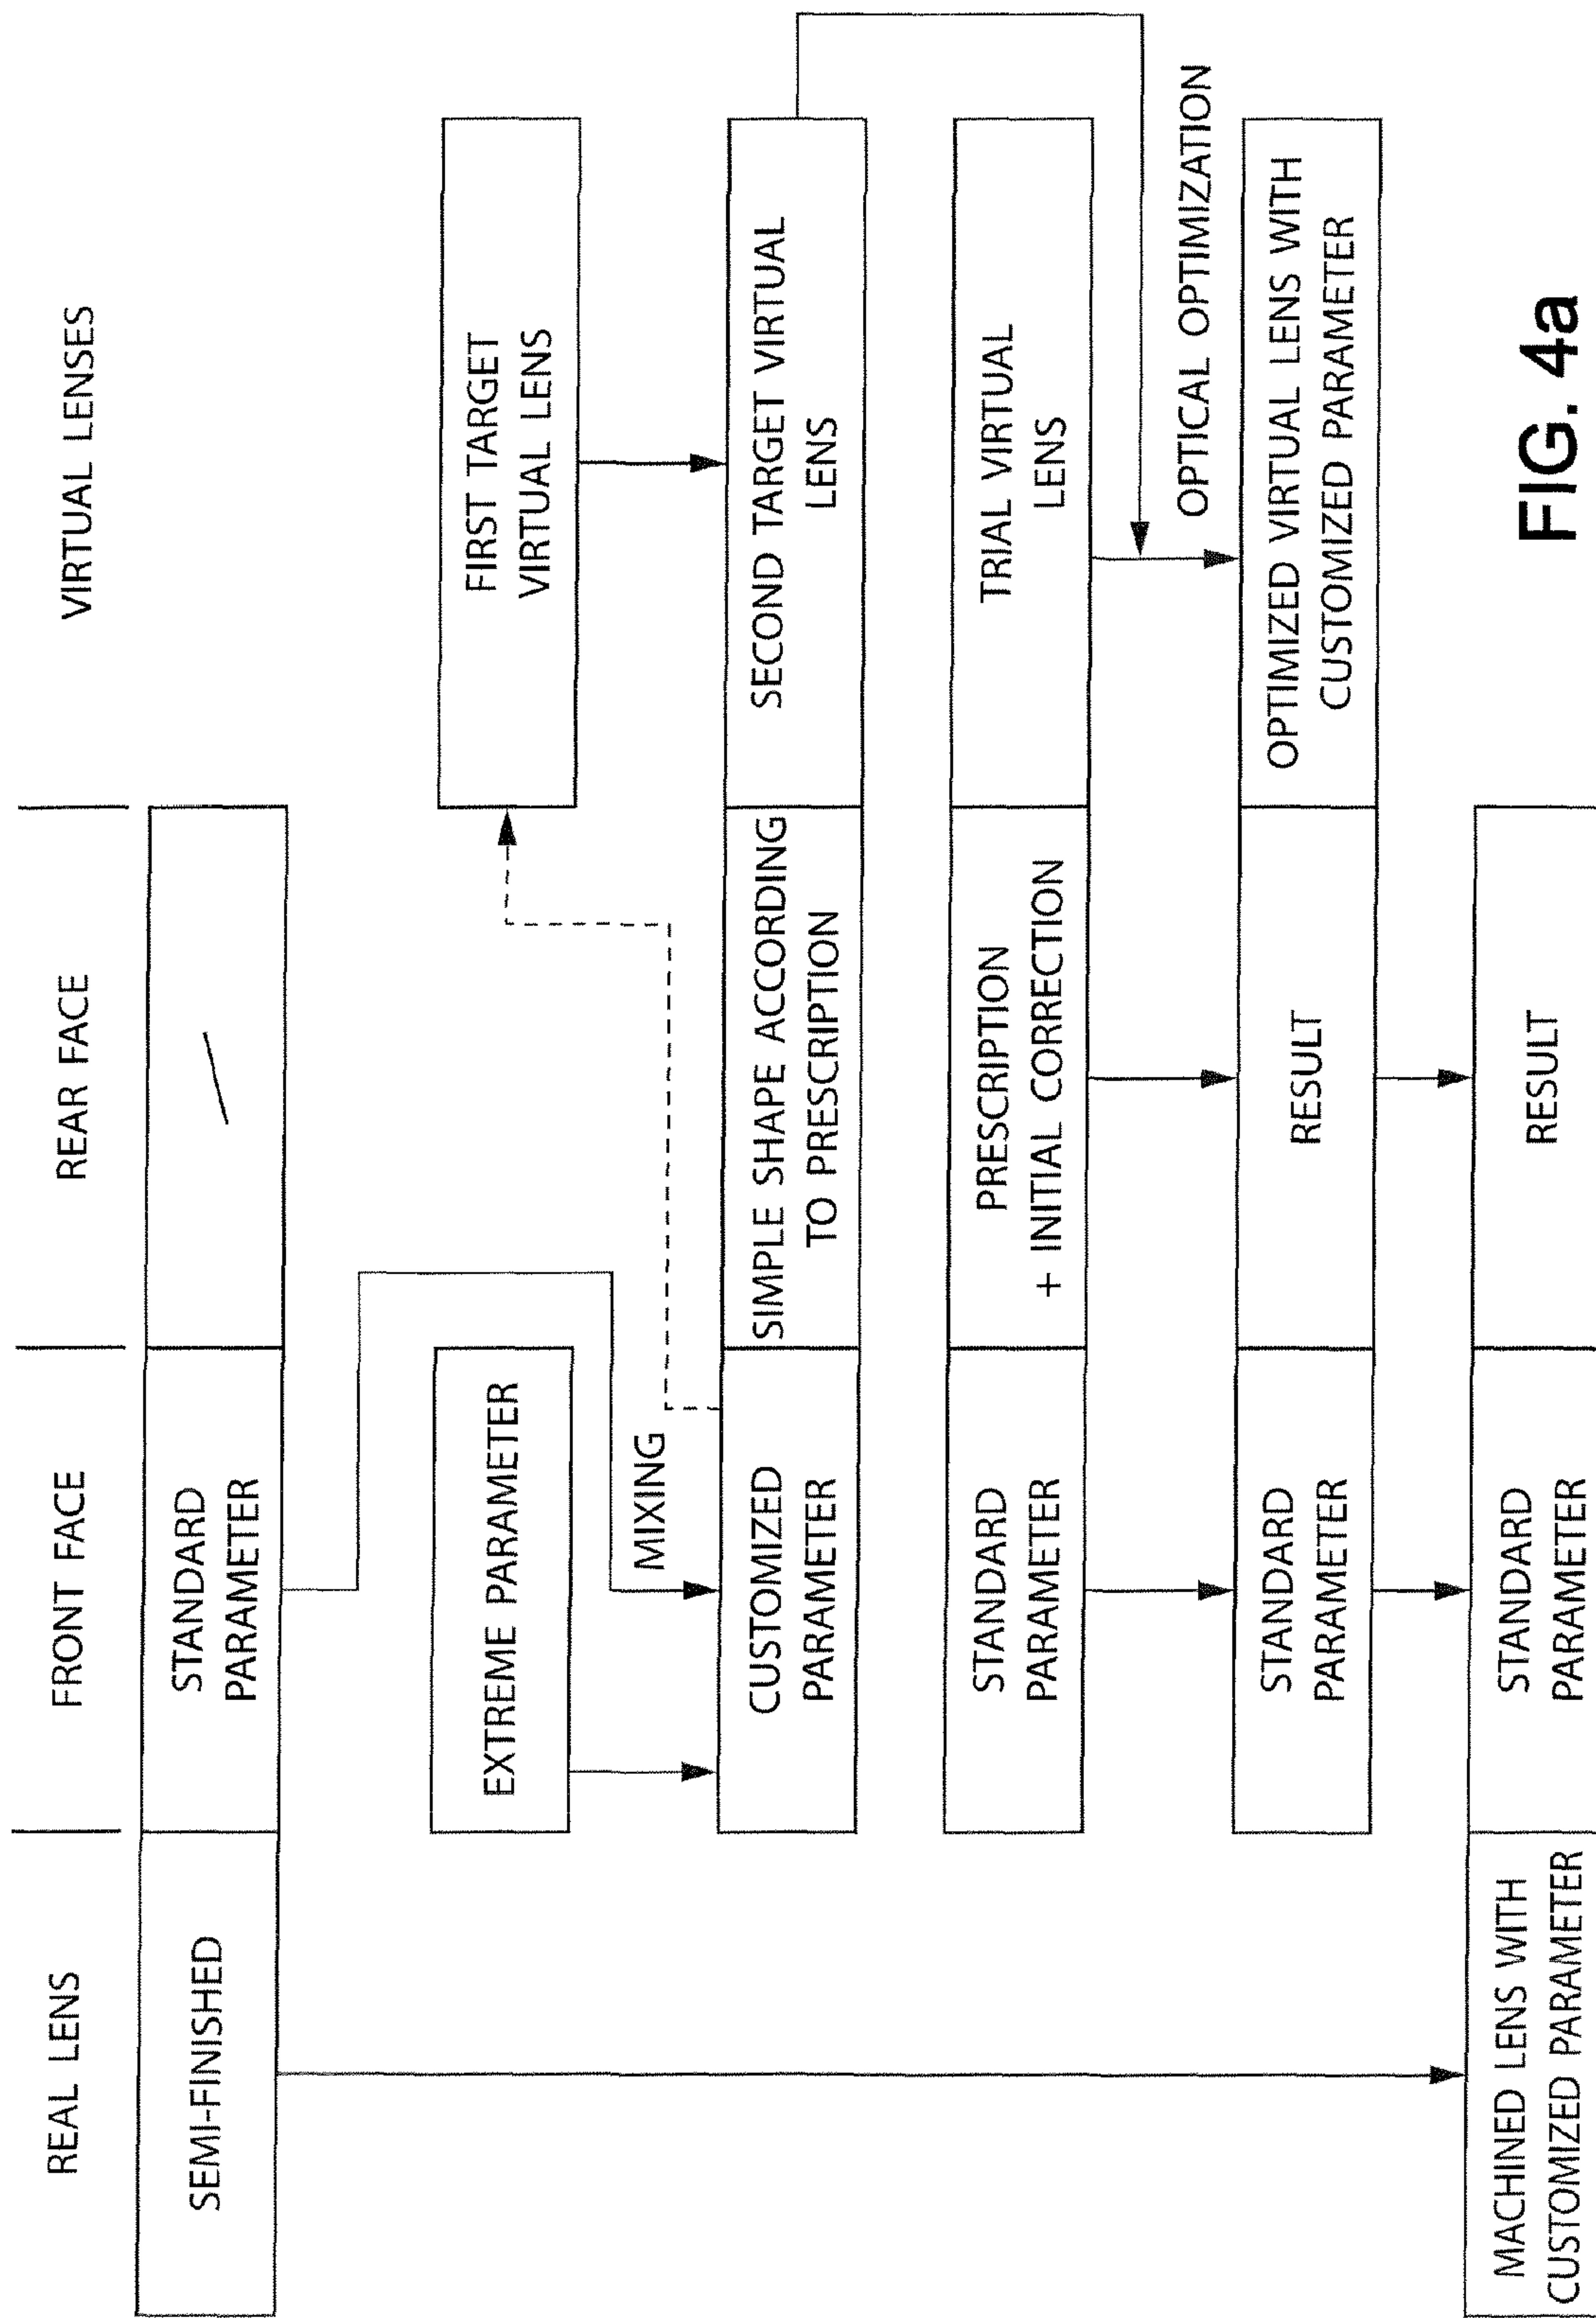 REAL LENS
FRONT FACE
REAR FACE
VIRTUAL LENSES
SEMI-FINISHED
STANDARD
PARAMETER
EXTREME PARAMETER
FIRST TARGET
VIRTUAL LENS
MIXING
CUSTOMIZED
PARAMETER
SIMPLE SHAPE ACCORDING
TO PRESCRIPTION
SECOND TARGET VIRTUAL
LENS
STANDARD
PARAMETER
PRESCRIPTION
+ INITIAL CORRECTION
TRIAL VIRTUAL
LENS
OPTICAL OPTIMIZATION
STANDARD
PARAMETER
RESULT
OPTIMIZED VIRTUAL LENS WITH
CUSTOMIZED PARAMETER
MACHINED LENS WITH
CUSTOMIZED PARAMETER
STANDARD
PARAMETER
RESULT
FIG. 4a